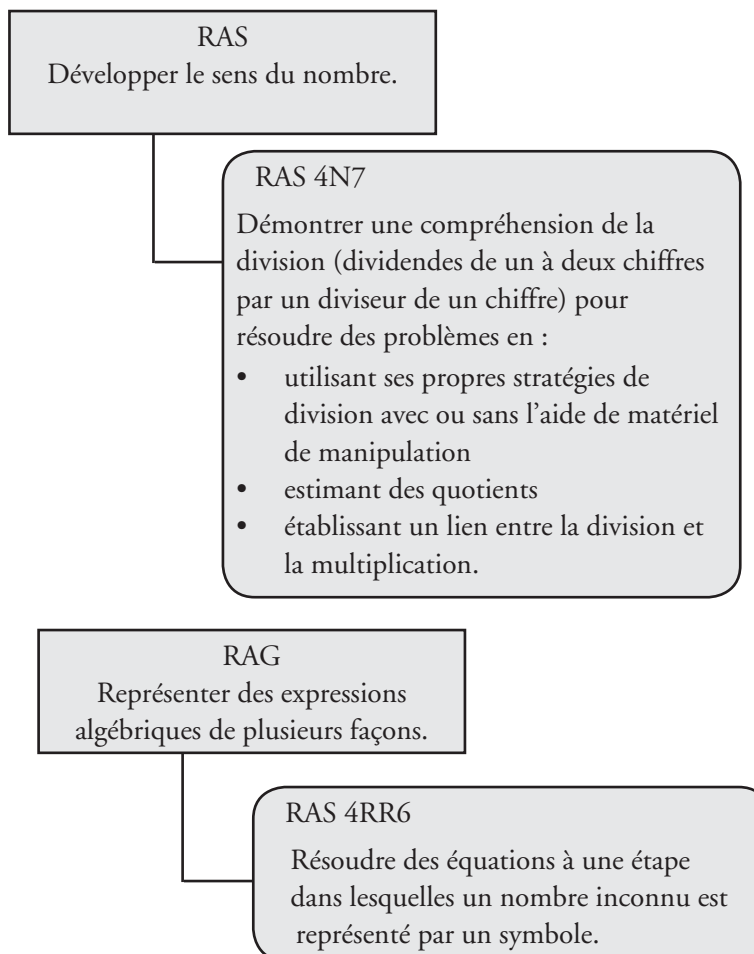 RAS
Développer le sens du nombre.
RAS 4N7
Démontrer une compréhension de la
division (dividendes de un à deux chiffres
par un diviseur de un chiffre) pour
résoudre des problèmes en :
• utilisant ses propres stratégies de
division avec ou sans l'aide de matériel
de manipulation
• estimant des quotients
• établissant un lien entre la division et
la multiplication.
RAG
Représenter des expressions
algébriques de plusieurs façons.
RAS 4RR6
Résoudre des équations à une étape
dans lesquelles un nombre inconnu est
représenté par un symbole.